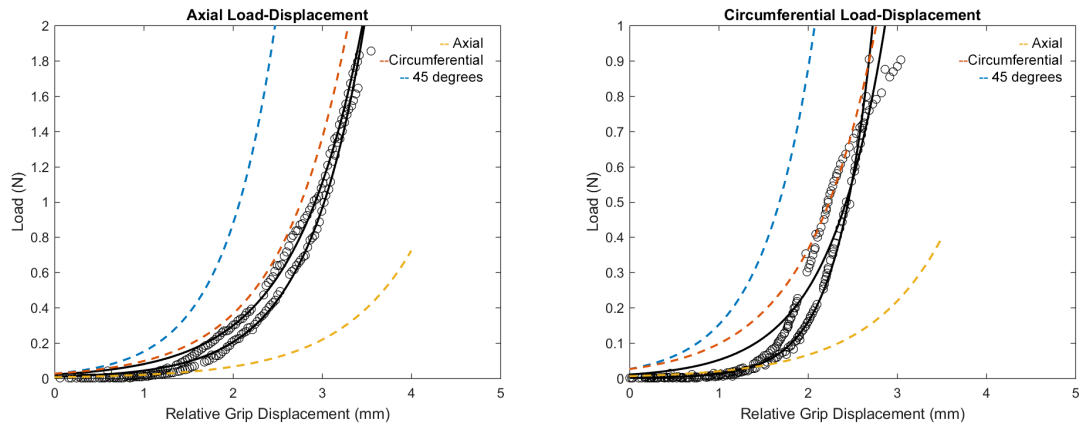 Axial Load-Displacement
2
1.8
1.6
1.4
1.2
1
0.8
0.6
0.4
0.2
0
Load (N)
Axial
Circumferential
45 degrees
0 1 2 3 4 5
Relative Grip Displacement (mm)
Circumferential Load-Displacement
1
0.9
0.8
0.7
0.6
0.5
0.4
0.3
0.2
0.1
0
Load (N)
Axial
Circumferential
45 degrees
0 1 2 3 4 5
Relative Grip Displacement (mm)